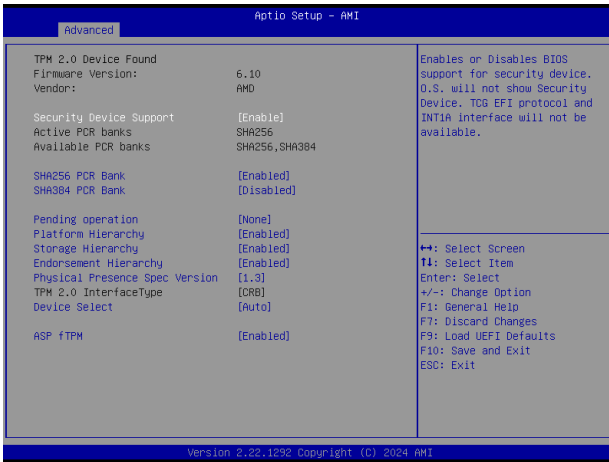 Aptio Setup - AMI
Advanced
TPM 2.0 Device Found
Firmware Version: 6.10
Vendor: AMD
Security Device Support [Enable]
Active PCR banks SHA256
Available PCR banks SHA256,SHA384
SHA256 PCR Bank [Enabled]
SHA384 PCR Bank [Disabled]
Pending operation [None]
Platform Hierarchy [Enabled]
Storage Hierarchy [Enabled]
Endorsement Hierarchy [Enabled]
Physical Presence Spec Version [1.3]
TPM 2.0 InterfaceType [CRB]
Device Select [Auto]
ASP fTPM [Enabled]
Enables or Disables BIOS
support for security device.
O.S. will not show Security
Device. TCG EFI protocol and
INT1A interface will not be
available.
↔: Select Screen
↑↓: Select Item
Enter: Select
+/-: Change Option
F1: General Help
F7: Discard Changes
F9: Load UEFI Defaults
F10: Save and Exit
ESC: Exit
Version 2.22.1292 Copyright (C) 2024 AMI